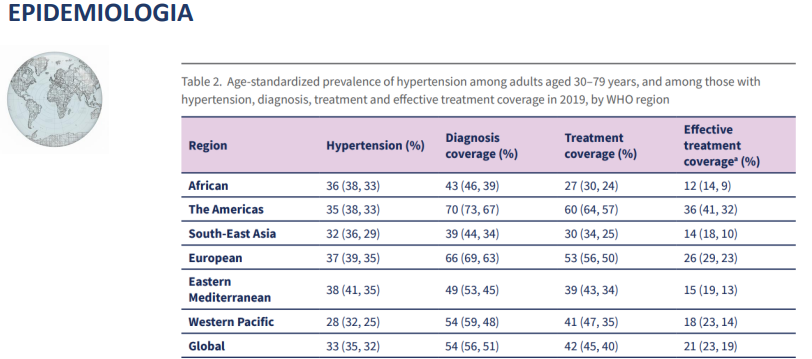 EPIDEMIOLOGIA
Table 2. Age-standardized prevalence of hypertension among adults aged 30–79 years, and among those with
hypertension, diagnosis, treatment and effective treatment coverage in 2019, by WHO region
Region Hypertension (%) Diagnosis coverage (%) Treatment coverage (%) Effective treatment coverageᵃ (%)
African 36 (38, 33) 43 (46, 39) 27 (30, 24) 12 (14, 9)
The Americas 35 (38, 33) 70 (73, 67) 60 (64, 57) 36 (41, 32)
South-East Asia 32 (36, 29) 39 (44, 34) 30 (34, 25) 14 (18, 10)
European 37 (39, 35) 66 (69, 63) 53 (56, 50) 26 (29, 23)
Eastern Mediterranean 38 (41, 35) 49 (53, 45) 39 (43, 34) 15 (19, 13)
Western Pacific 28 (32, 25) 54 (59, 48) 41 (47, 35) 18 (23, 14)
Global 33 (35, 32) 54 (56, 51) 42 (45, 40) 21 (23, 19)